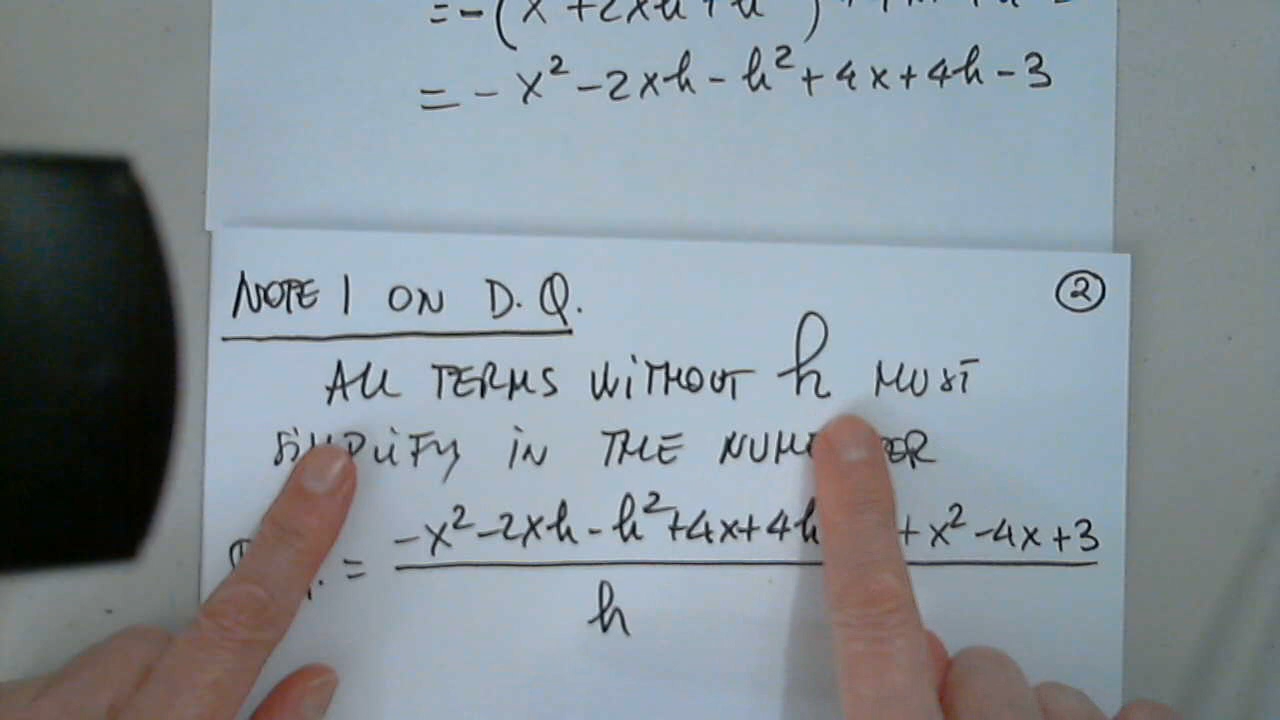 = - x² - 2xh - h² + 4x + 4h - 3
NOTE 1 ON D.Q.
2
All TERMS WITHOUT h MUST
IN THE
= -x² - 2xh - h² + 4x + 4h + x² - 4x + 3
h